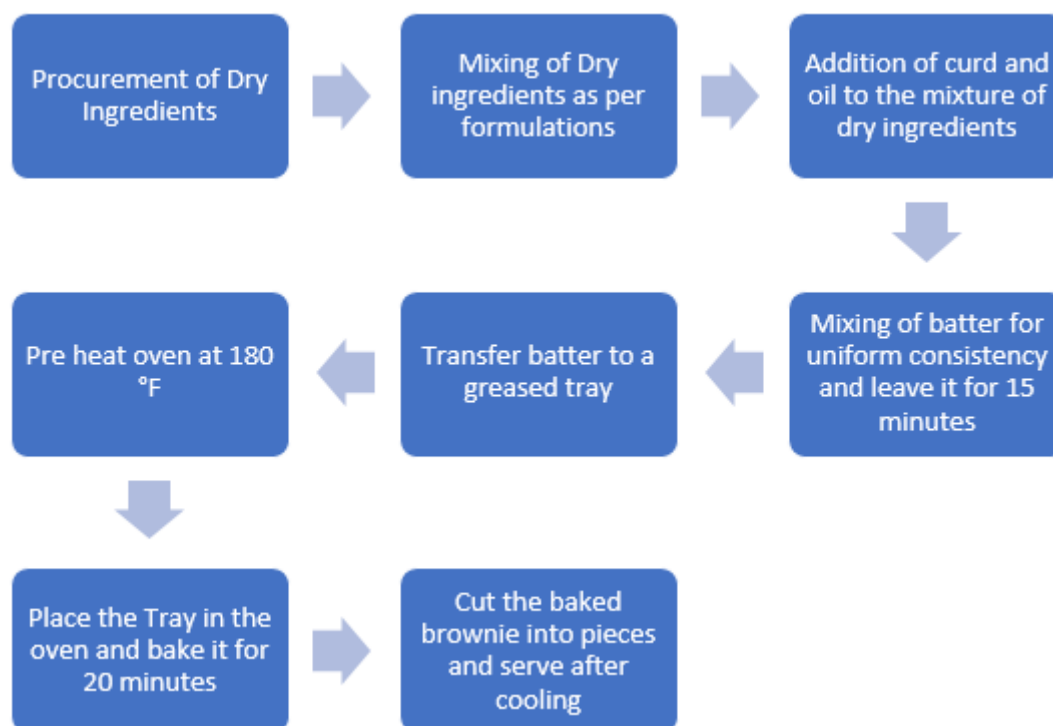 Procurement of Dry
Ingredients
Mixing of Dry
ingredients as per
formulations
Addition of curd and
oil to the mixture of
dry ingredients
Mixing of batter for
uniform consistency
and leave it for 15
minutes
Transfer batter to a
greased tray
Pre heat oven at 180
°F
Place the Tray in the
oven and bake it for
20 minutes
Cut the baked
brownie into pieces
and serve after
cooling